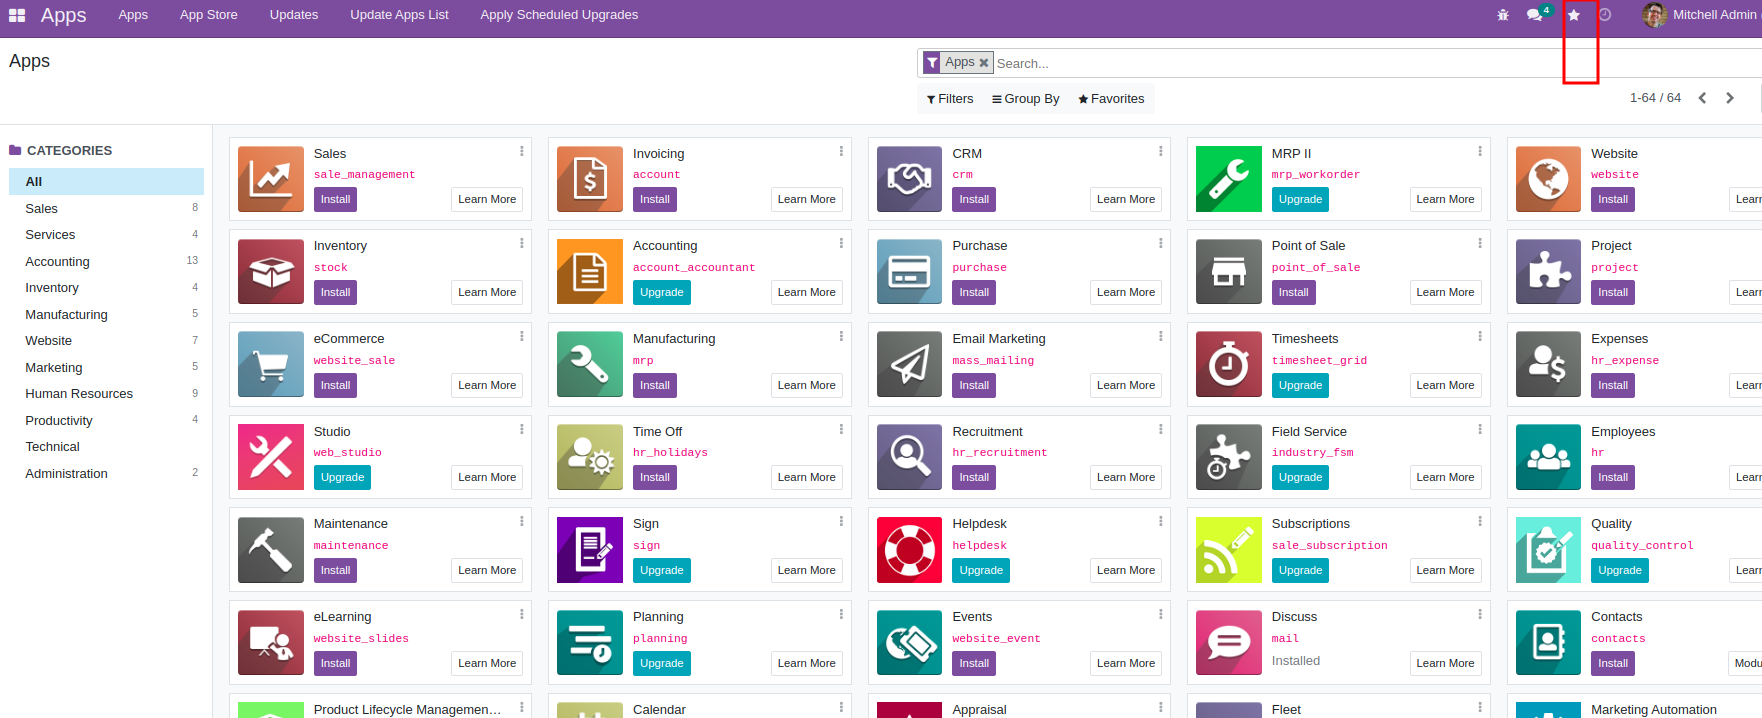 Apps Apps App Store Updates Update Apps List Apply Scheduled Upgrades 4 Mitchell Admin
Apps
Apps Search...
Filters Group By Favorites 1-64 / 64
CATEGORIES
All
Sales 8
Services 4
Accounting 13
Inventory 4
Manufacturing 5
Website 7
Marketing 5
Human Resources 9
Productivity 4
Technical
Administration 2
Sales
sale_management
Install Learn More
Invoicing
account
Install Learn More
CRM
crm
Install Learn More
MRP II
mrp_workorder
Upgrade Learn More
Website
website
Install Learn
Inventory
stock
Install Learn More
Accounting
account_accountant
Upgrade Learn More
Purchase
purchase
Install Learn More
Point of Sale
point_of_sale
Install Learn More
Project
project
Install Learn
eCommerce
website_sale
Install Learn More
Manufacturing
mrp
Install Learn More
Email Marketing
mass_mailing
Install Learn More
Timesheets
timesheet_grid
Upgrade Learn More
Expenses
hr_expense
Install Learn
Studio
web_studio
Upgrade Learn More
Time Off
hr_holidays
Install Learn More
Recruitment
hr_recruitment
Install Learn More
Field Service
industry_fsm
Upgrade Learn More
Employees
hr
Install Learn
Maintenance
maintenance
Install Learn More
Sign
sign
Upgrade Learn More
Helpdesk
helpdesk
Upgrade Learn More
Subscriptions
sale_subscription
Upgrade Learn More
Quality
quality_control
Upgrade Learn
eLearning
website_slides
Install Learn More
Planning
planning
Upgrade Learn More
Events
website_event
Install Learn More
Discuss
mail
Installed Learn More
Contacts
contacts
Install Modu
Product Lifecycle Managemen...
Calendar
Appraisal
Fleet
Marketing Automation